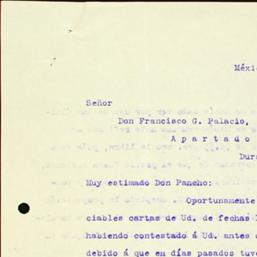 Méxi
Señor
Don Francisco G. Palacio,
Apartado
Dur
Muy estimado Don Pancho:
Oportunamente
ciables cartas de Ud. de fechas
habiendo contestado á Ud. antes
debido á que en días pasados tuv